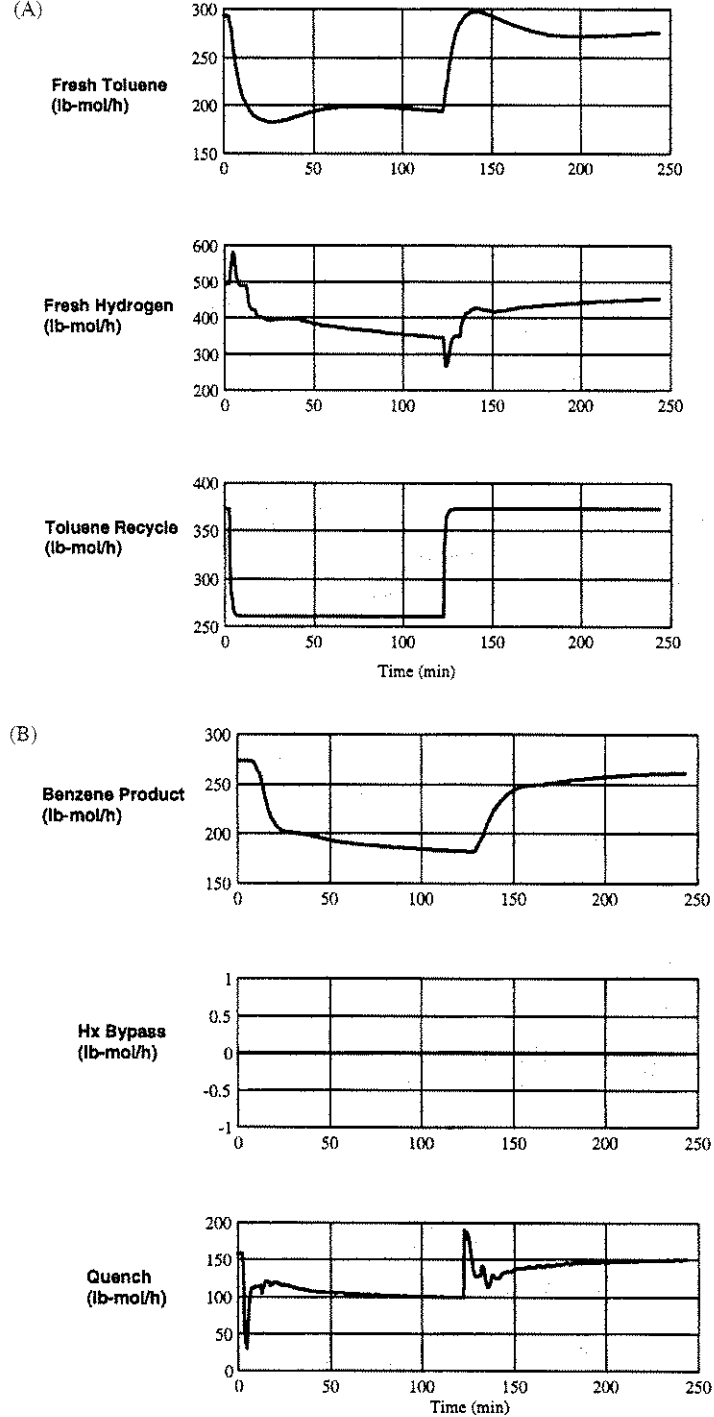 (A)
Fresh Toluene
(lb-mol/h)
300
250
200
150
0 50 100 150 200 250
Fresh Hydrogen
(lb-mol/h)
600
500
400
300
200
0 50 100 150 200 250
Toluene Recycle
(lb-mol/h)
400
350
300
250
0 50 100 150 200 250
Time (min)
(B)
Benzene Product
(lb-mol/h)
300
250
200
150
0 50 100 150 200 250
Hx Bypass
(lb-mol/h)
1
0.5
0
-0.5
-1
0 50 100 150 200 250
Quench
(lb-mol/h)
200
150
100
50
0
0 50 100 150 200 250
Time (min)